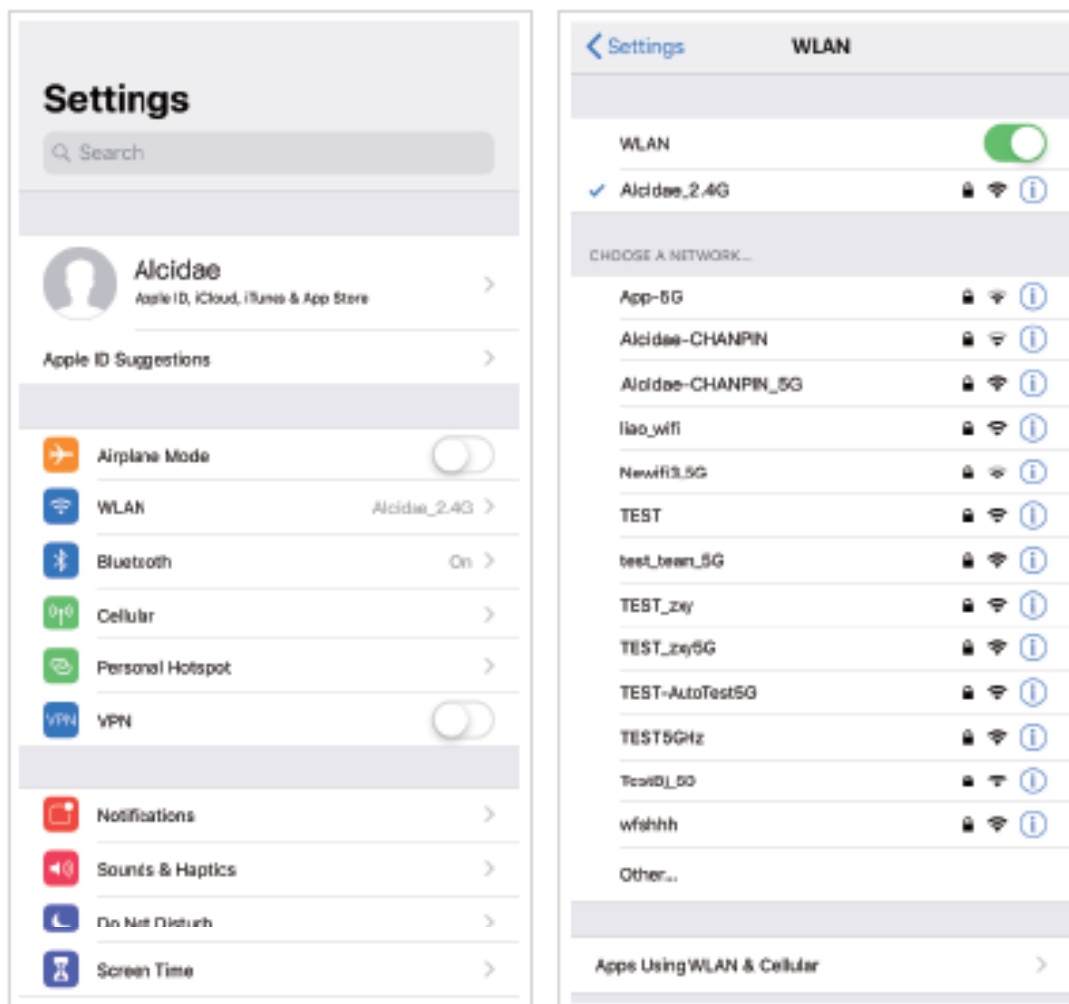 Settings
Search
Alcidae
Apple ID, iCloud, iTunes & App Store
Apple ID Suggestions
Airplane Mode
WLAN Alcidae_2.4G
Bluetooth On
Cellular
Personal Hotspot
VPN VPN
Notifications
Sounds & Haptics
Do Not Disturb
Screen Time
Settings WLAN
WLAN
Alcidae_2.4G
CHOOSE A NETWORK...
App-5G
Alcidae-CHANPIN
Alcidae-CHANPIN_5G
liao_wifi
Newifi3_5G
TEST
test_team_5G
TEST_zxy
TEST_zxy5G
TEST-AutoTest5G
TEST5GHz
wfshhh
Other...
Apps Using WLAN & Cellular